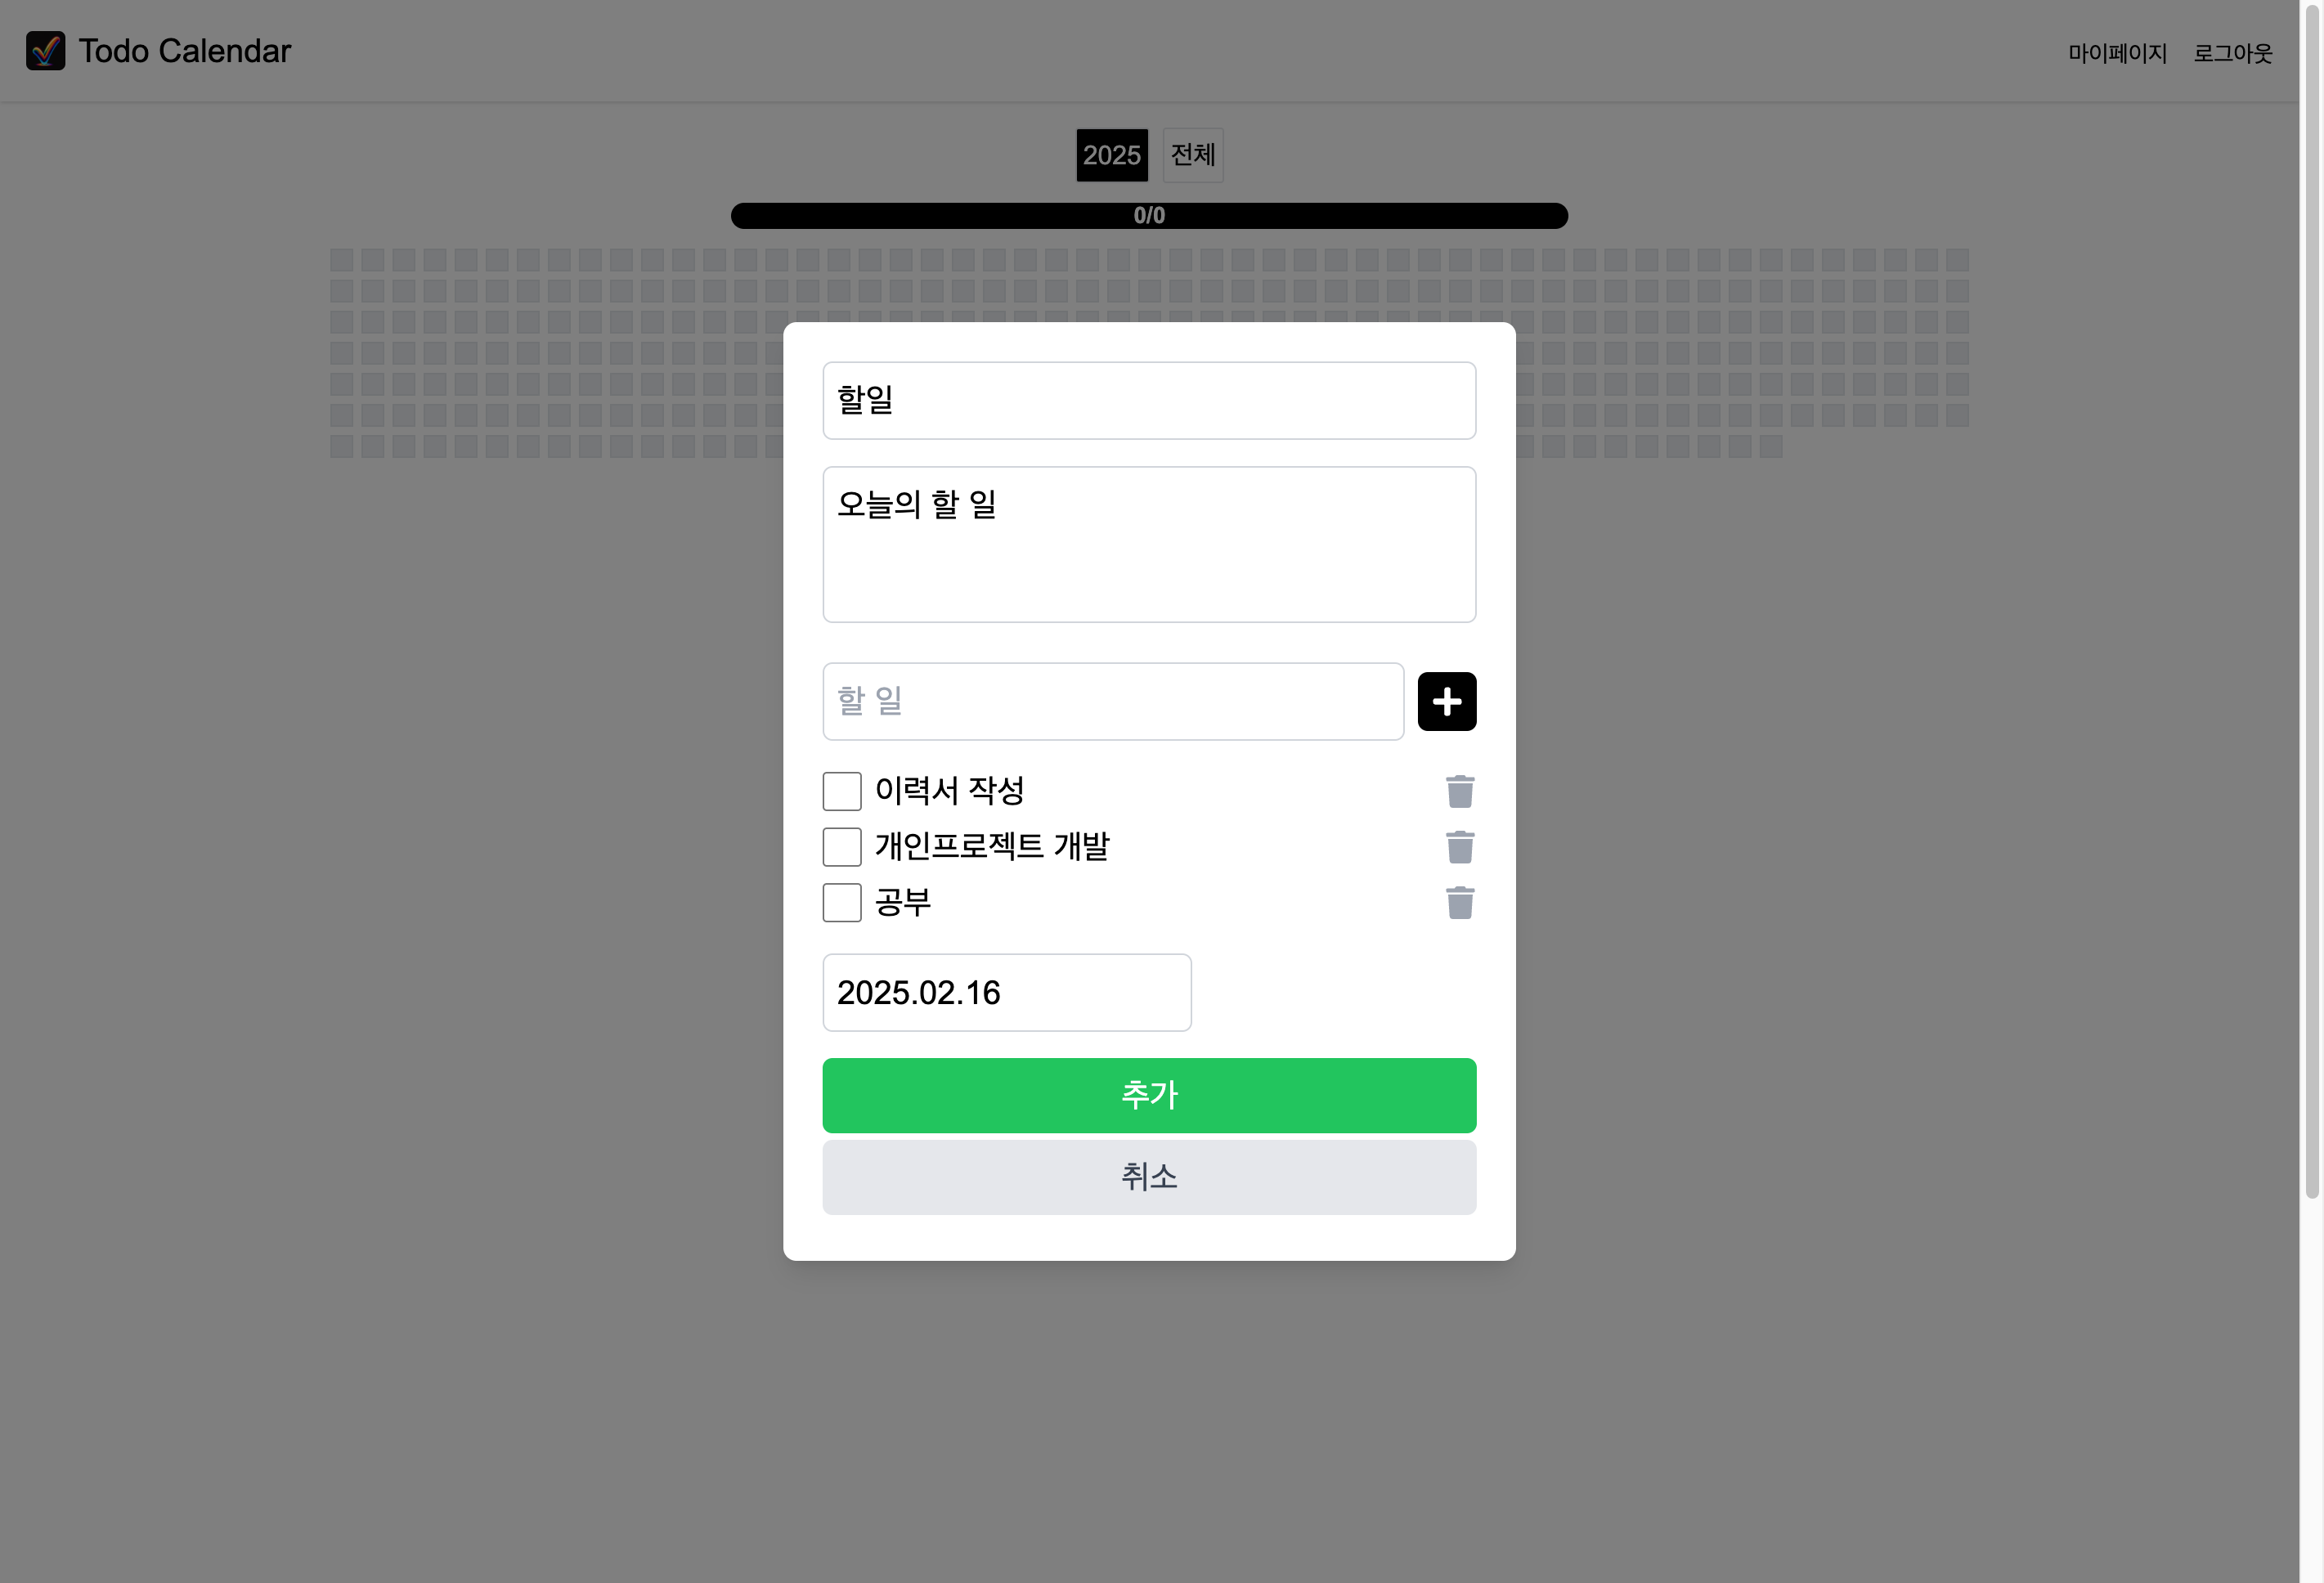 Todo Calendar
마이페이지 로그아웃
2025 전체
0/0
할일
오늘의 할 일
할 일
이력서 작성
개인프로젝트 개발
공부
2025.02.16
추가
취소